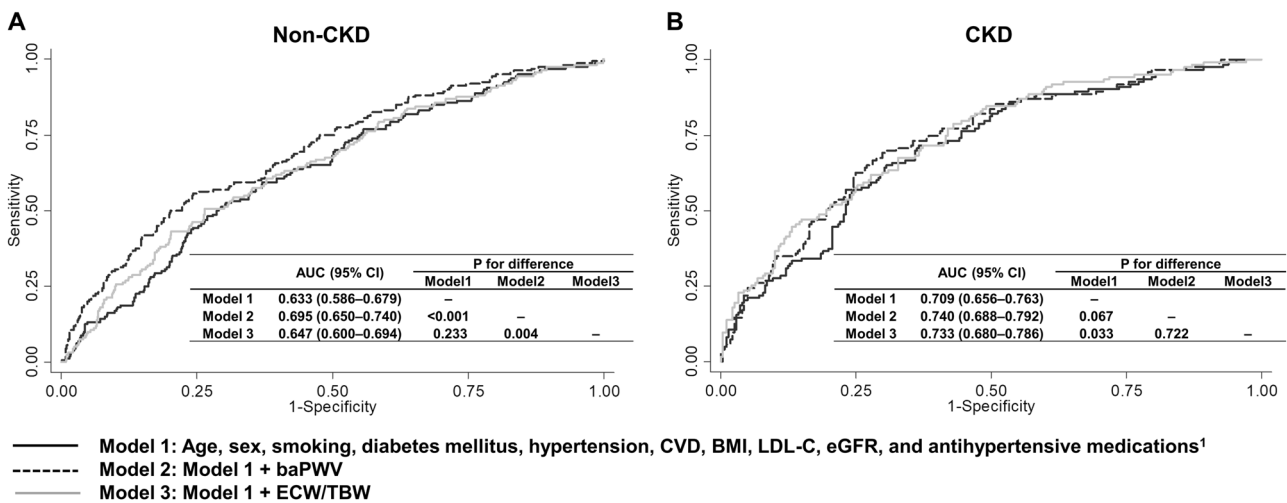 A
Non-CKD
1.00
0.75
0.50
0.25
0.00
Sensitivity
0.00 0.25 0.50 0.75 1.00
1-Specificity
AUC (95% CI) P for difference
Model1 Model2 Model3
Model 1 0.633 (0.586–0.679) –
Model 2 0.695 (0.650–0.740) <0.001 –
Model 3 0.647 (0.600–0.694) 0.233 0.004 –
B
CKD
1.00
0.75
0.50
0.25
0.00
Sensitivity
0.00 0.25 0.50 0.75 1.00
1-Specificity
AUC (95% CI) P for difference
Model1 Model2 Model3
Model 1 0.709 (0.656–0.763) –
Model 2 0.740 (0.688–0.792) 0.067 –
Model 3 0.733 (0.680–0.786) 0.033 0.722 –
Model 1: Age, sex, smoking, diabetes mellitus, hypertension, CVD, BMI, LDL-C, eGFR, and antihypertensive medications¹
Model 2: Model 1 + baPWV
Model 3: Model 1 + ECW/TBW